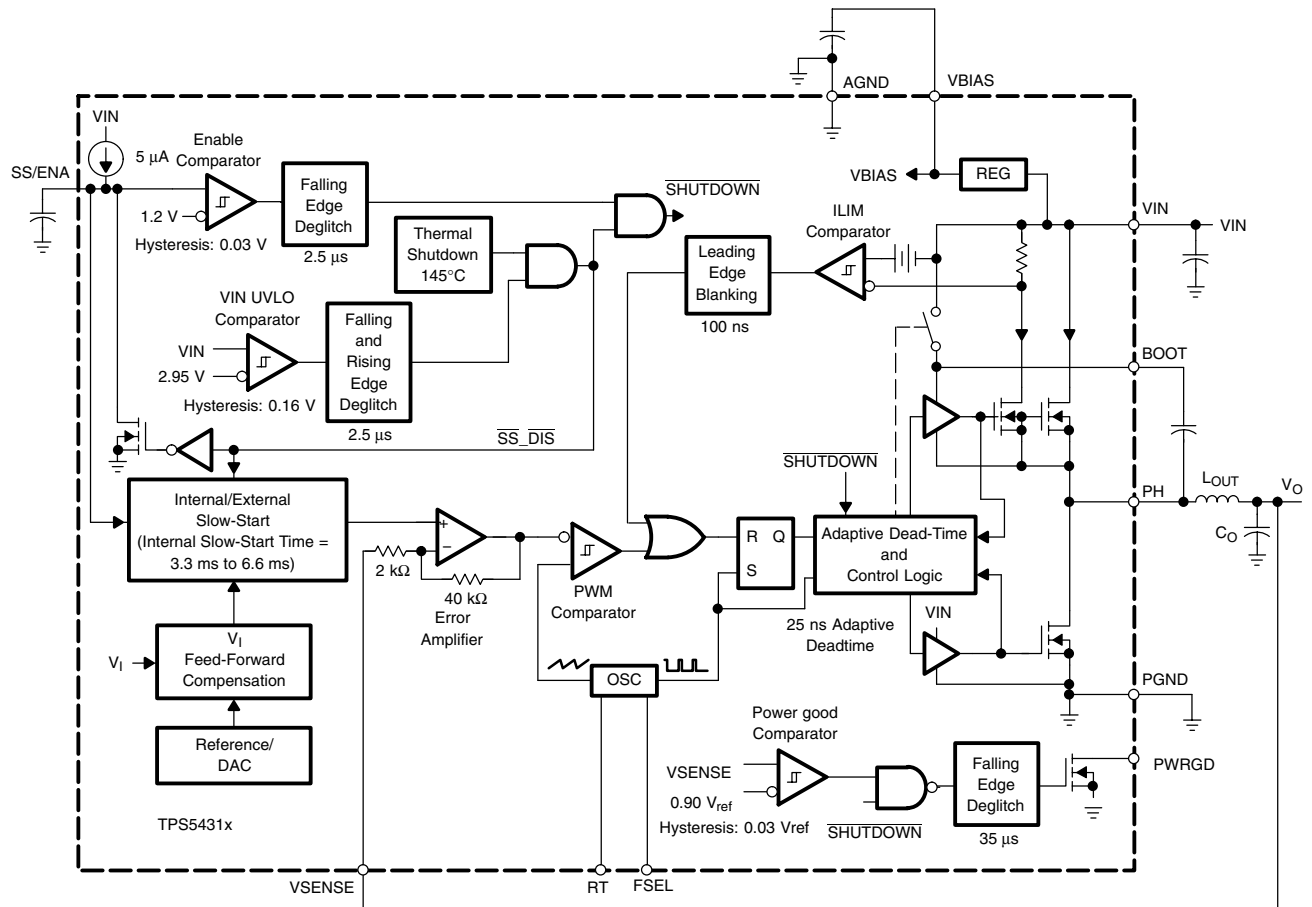 AGND
VBIAS
VIN
5 μA
Enable
Comparator
SS/ENA
1.2 V
Hysteresis: 0.03 V
Falling
Edge
Deglitch
2.5 μs
SHUTDOWN
VBIAS
REG
VIN
VIN
Thermal
Shutdown
145°C
Leading
Edge
Blanking
100 ns
ILIM
Comparator
VIN UVLO
Comparator
VIN
2.95 V
Hysteresis: 0.16 V
Falling
and
Rising
Edge
Deglitch
2.5 μs
BOOT
SS_DIS
SHUTDOWN
Internal/External
Slow-Start
(Internal Slow-Start Time =
3.3 ms to 6.6 ms)
+
−
2 kΩ
40 kΩ
Error
Amplifier
PWM
Comparator
R Q
S
Adaptive Dead-Time
and
Control Logic
25 ns Adaptive
Deadtime
VIN
PH
LOUT
VO
CO
VI
VI
Feed-Forward
Compensation
OSC
PGND
Reference/
DAC
Power good
Comparator
VSENSE
0.90 Vref
Hysteresis: 0.03 Vref
SHUTDOWN
Falling
Edge
Deglitch
35 μs
PWRGD
TPS5431x
VSENSE
RT
FSEL